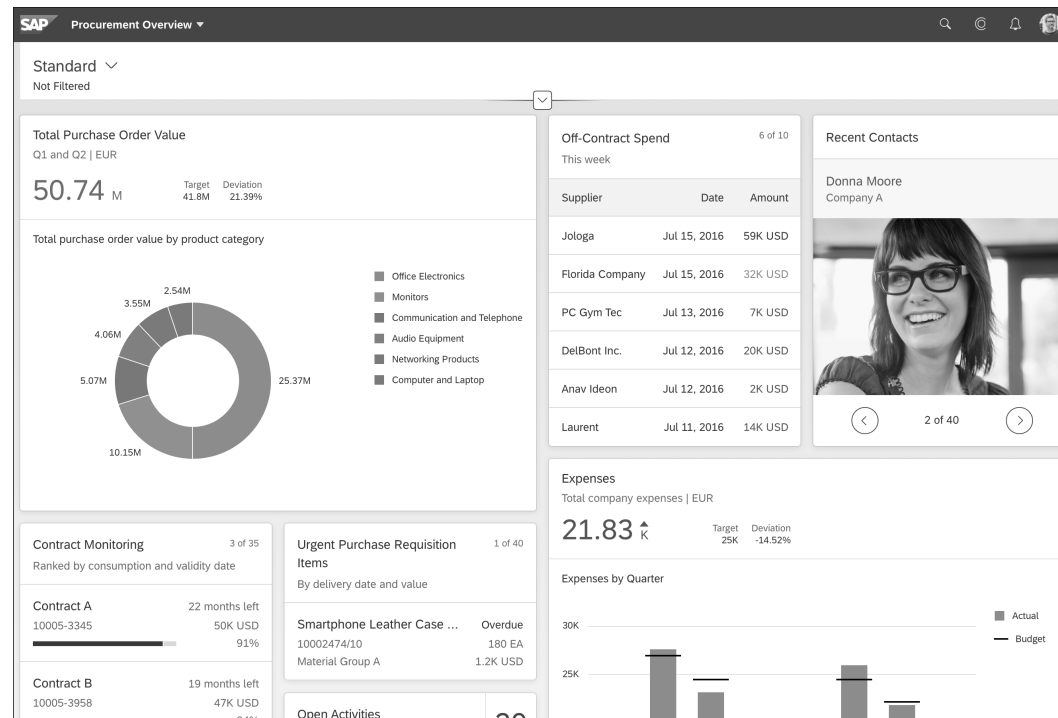 SAP
Procurement Overview
Standard
Not Filtered
Total Purchase Order Value
Q1 and Q2 | EUR
50.74 M
Target Deviation
41.8M 21.39%
Total purchase order value by product category
2.54M
3.55M
4.06M
5.07M
25.37M
10.15M
Office Electronics
Monitors
Communication and Telephone
Audio Equipment
Networking Products
Computer and Laptop
Off-Contract Spend 6 of 10
This week
Supplier Date Amount
Jologa Jul 15, 2016 59K USD
Florida Company Jul 15, 2016 32K USD
PC Gym Tec Jul 13, 2016 7K USD
DelBont Inc. Jul 12, 2016 20K USD
Anav Ideon Jul 12, 2016 2K USD
Laurent Jul 11, 2016 14K USD
Recent Contacts
Donna Moore
Company A
2 of 40
Contract Monitoring 3 of 35
Ranked by consumption and validity date
Contract A 22 months left
10005-3345 50K USD
91%
Contract B 19 months left
10005-3958 47K USD
Urgent Purchase Requisition 1 of 40
Items
By delivery date and value
Smartphone Leather Case ... Overdue
10002474/10 180 EA
Material Group A 1.2K USD
Open Activities
Expenses
Total company expenses | EUR
21.83 K
Target Deviation
25K -14.52%
Expenses by Quarter
30K
25K
Actual
Budget